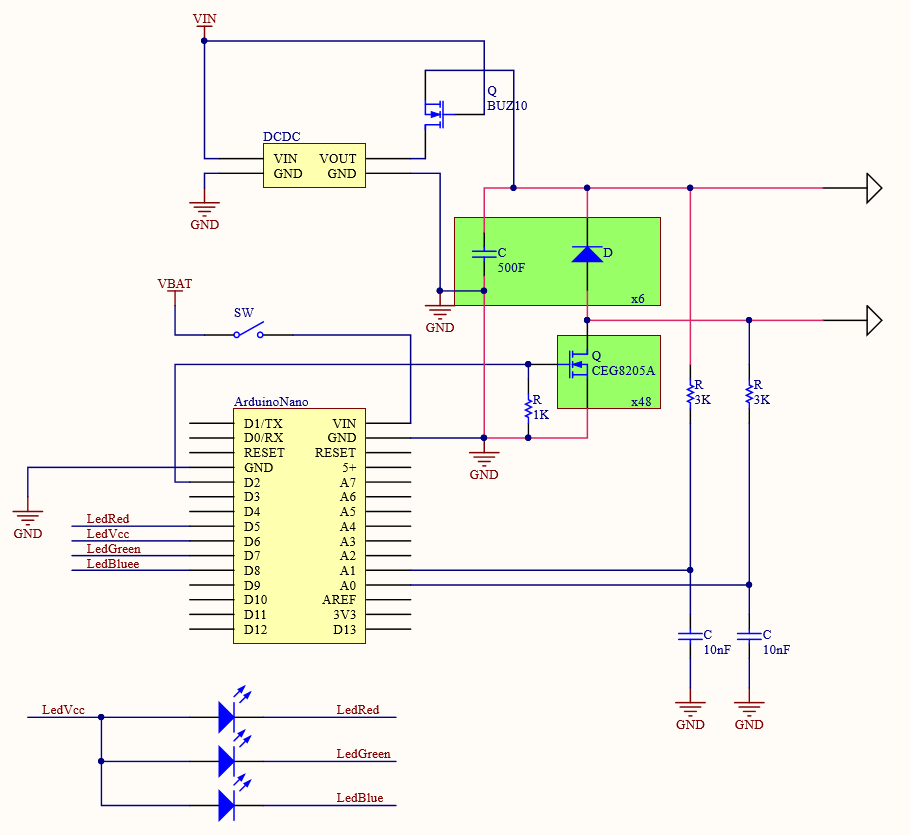 VIN
Q
BUZ10
DCDC
VIN VOUT
GND GND
GND
C
500F
D
x6
GND
VBAT
SW
Q
CEG8205A
x48
R
1K
R
3K
R
3K
ArduinoNano
D1/TX VIN
D0/RX GND
RESET RESET
GND 5+
D2 A7
D3 A6
D4 A5
D5 A4
D6 A3
D7 A2
D8 A1
D9 A0
D10 AREF
D11 3V3
D12 D13
GND
GND
LedRed
LedVcc
LedGreen
LedBluee
C
10nF
C
10nF
GND
GND
LedVcc
LedRed
LedGreen
LedBlue